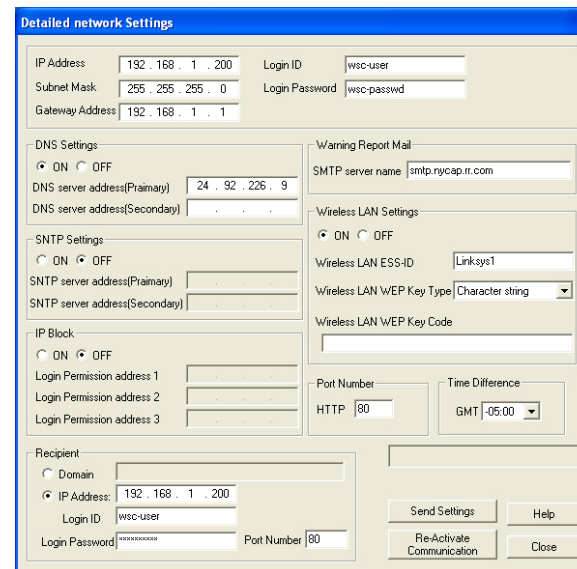 Detailed network Settings
IP Address 192 . 168 . 1 . 200 Login ID wsc-user
Subnet Mask 255 . 255 . 255 . 0 Login Password wsc-passwd
Gateway Address 192 . 168 . 1 . 1
DNS Settings
ON OFF
DNS server address(Praimary) 24 . 92 . 226 . 9
DNS server address(Secondary) . . .
Warning Report Mail
SMTP server name smtp.nycap.rr.com
SNTP Settings
ON OFF
SNTP server address(Praimary) . . .
SNTP server address(Secondary) . . .
Wireless LAN Settings
ON OFF
Wireless LAN ESS-ID Linksys1
Wireless LAN WEP Key Type Character string
Wireless LAN WEP Key Code
IP Block
ON OFF
Login Permission address 1 . . .
Login Permission address 2 . . .
Login Permission address 3 . . .
Port Number
HTTP 80
Time Difference
GMT -05:00
Recipient
Domain
IP Address: 192 . 168 . 1 . 200
Login ID wsc-user
Login Password ********** Port Number 80
Send Settings Help
Re-Activate
Communication Close